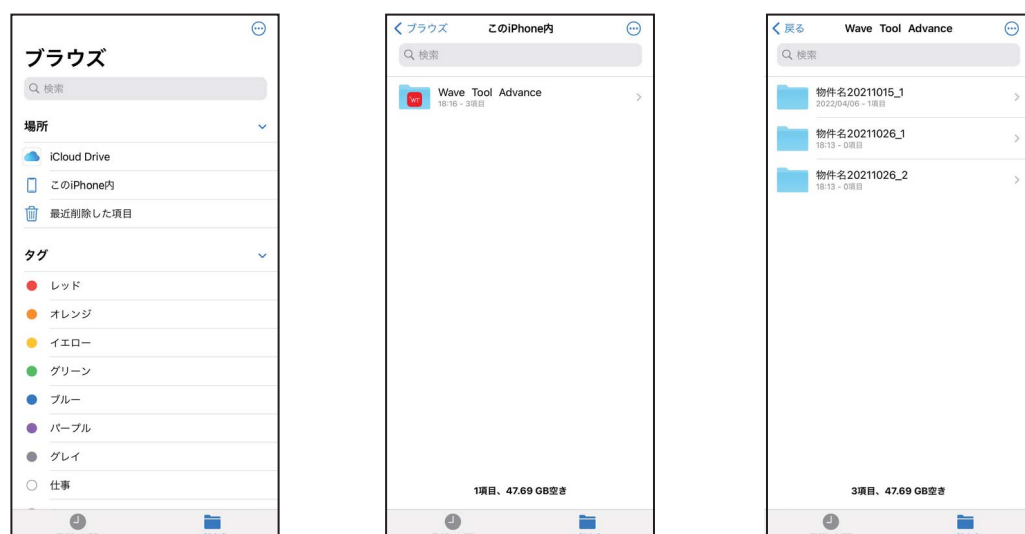 ブラウズ
検索
場所
iCloud Drive
このiPhone内
最近削除した項目
タグ
レッド
オレンジ
イエロー
グリーン
ブルー
パープル
グレイ
仕事
ブラウズ
このiPhone内
検索
WT
Wave Tool Advance
18:16 - 3項目
1項目、47.69 GB空き
戻る
Wave Tool Advance
検索
物件名20211015_1
2022/04/06 - 1項目
物件名20211026_1
18:13 - 0項目
物件名20211026_2
18:13 - 0項目
3項目、47.69 GB空き